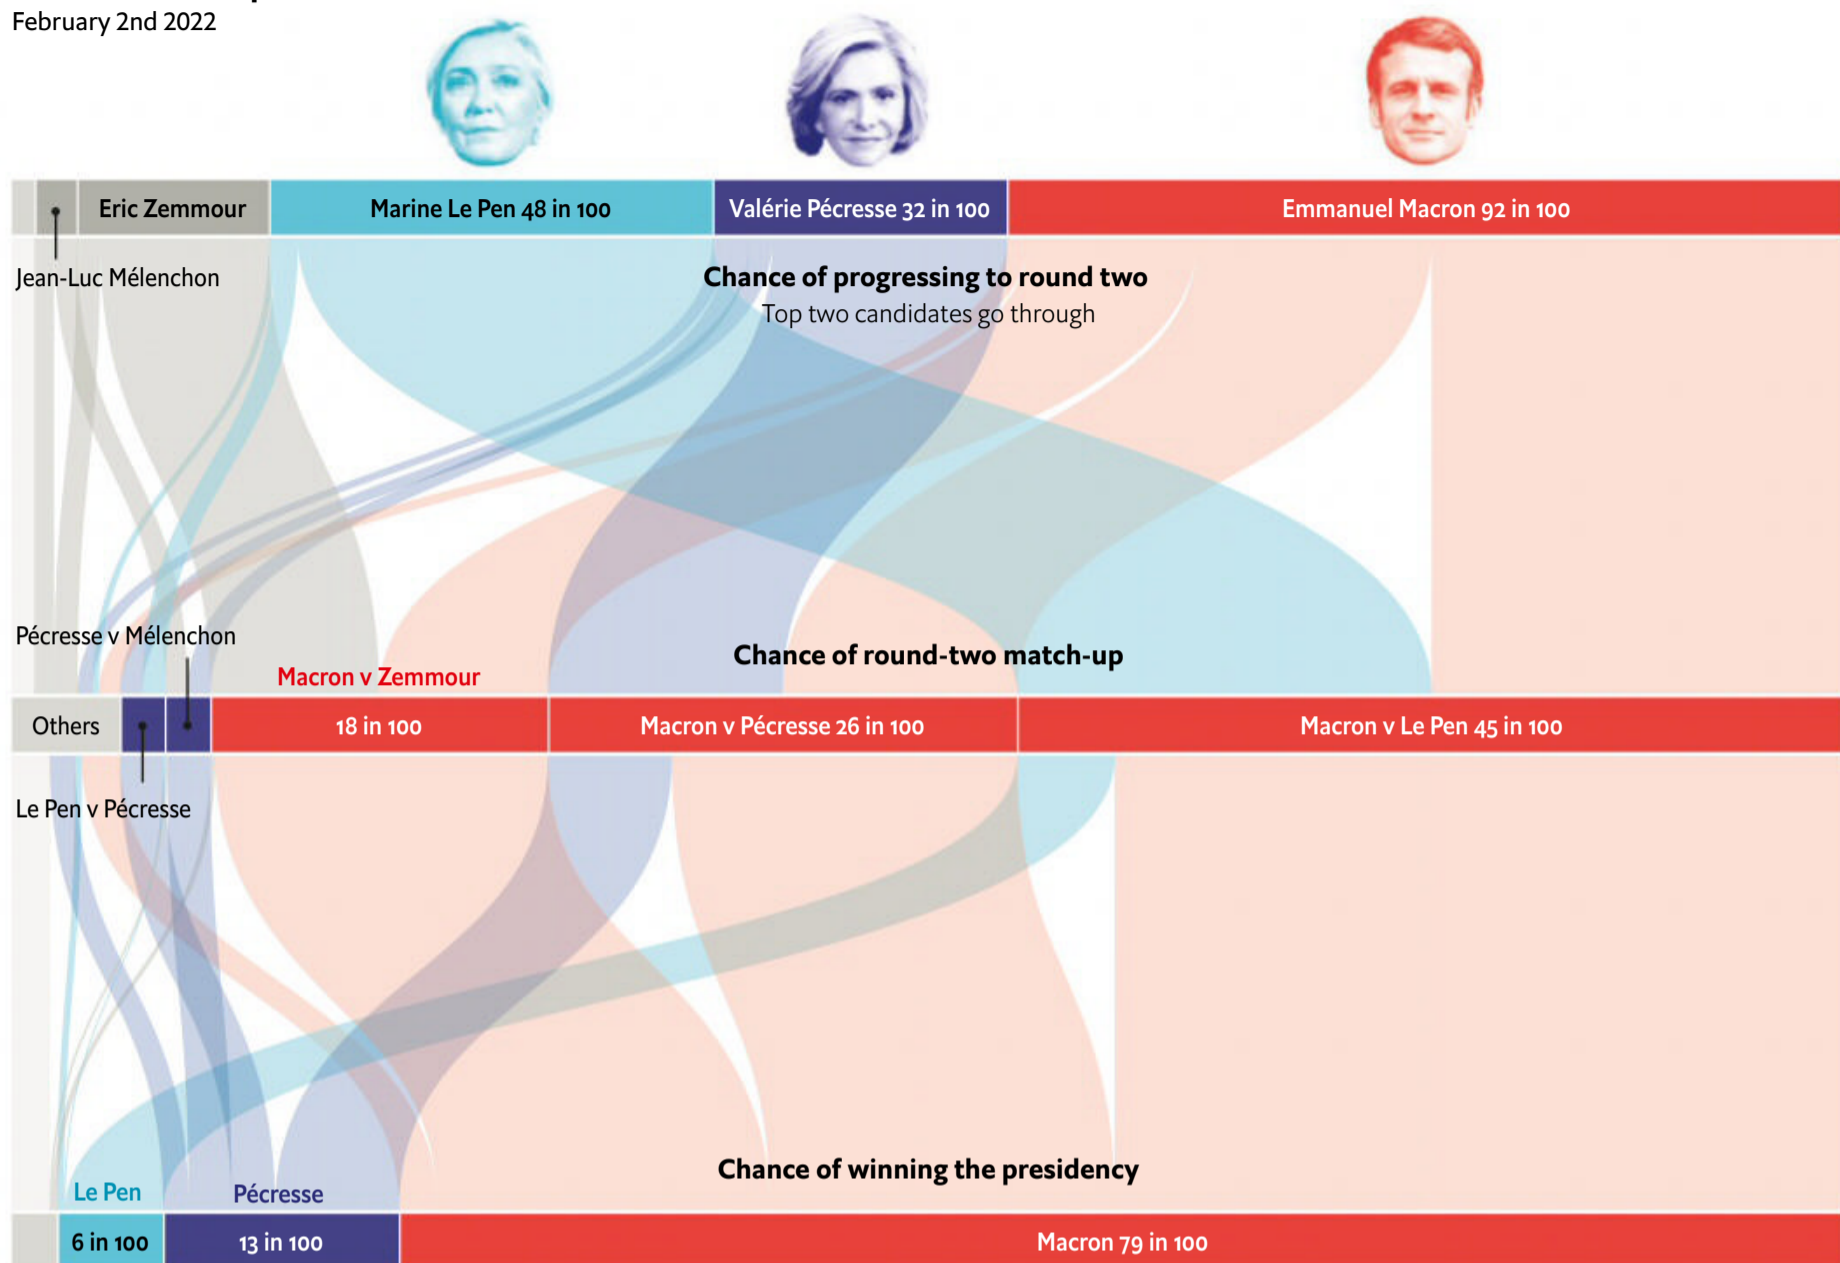 February 2nd 2022
Eric Zemmour
Marine Le Pen 48 in 100
Valérie Pécresse 32 in 100
Emmanuel Macron 92 in 100
Jean-Luc Mélenchon
Chance of progressing to round two
Top two candidates go through
Pécresse v Mélenchon
Chance of round-two match-up
Macron v Zemmour
Others
18 in 100
Macron v Pécresse 26 in 100
Macron v Le Pen 45 in 100
Le Pen v Pécresse
Chance of winning the presidency
Le Pen
Pécresse
6 in 100
13 in 100
Macron 79 in 100